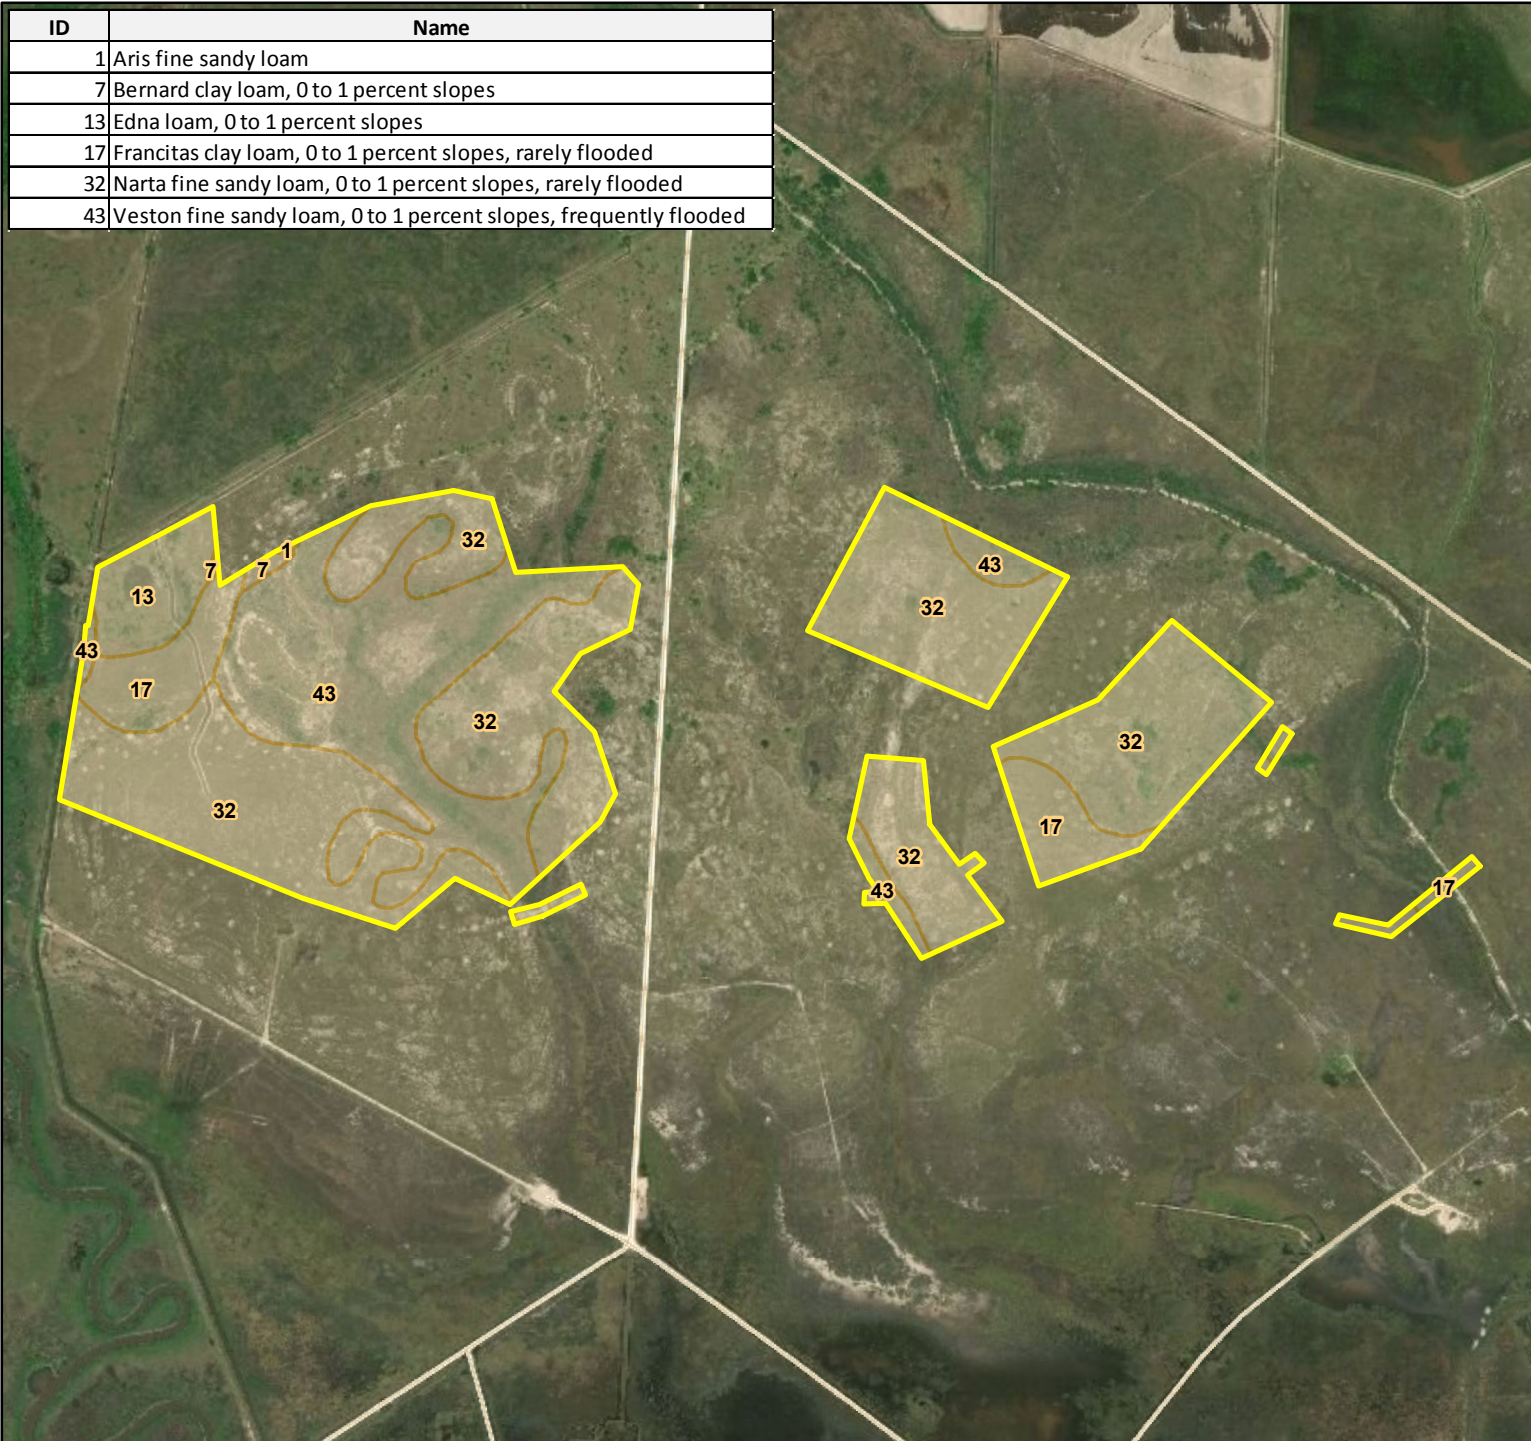 ID Name
1 Aris fine sandy loam
7 Bernard clay loam, 0 to 1 percent slopes
13 Edna loam, 0 to 1 percent slopes
17 Francitas clay loam, 0 to 1 percent slopes, rarely flooded
32 Narta fine sandy loam, 0 to 1 percent slopes, rarely flooded
43 Veston fine sandy loam, 0 to 1 percent slopes, frequently flooded
32
1
43
7
7
13
32
43
17
43
32
32
32
17
32
43
17